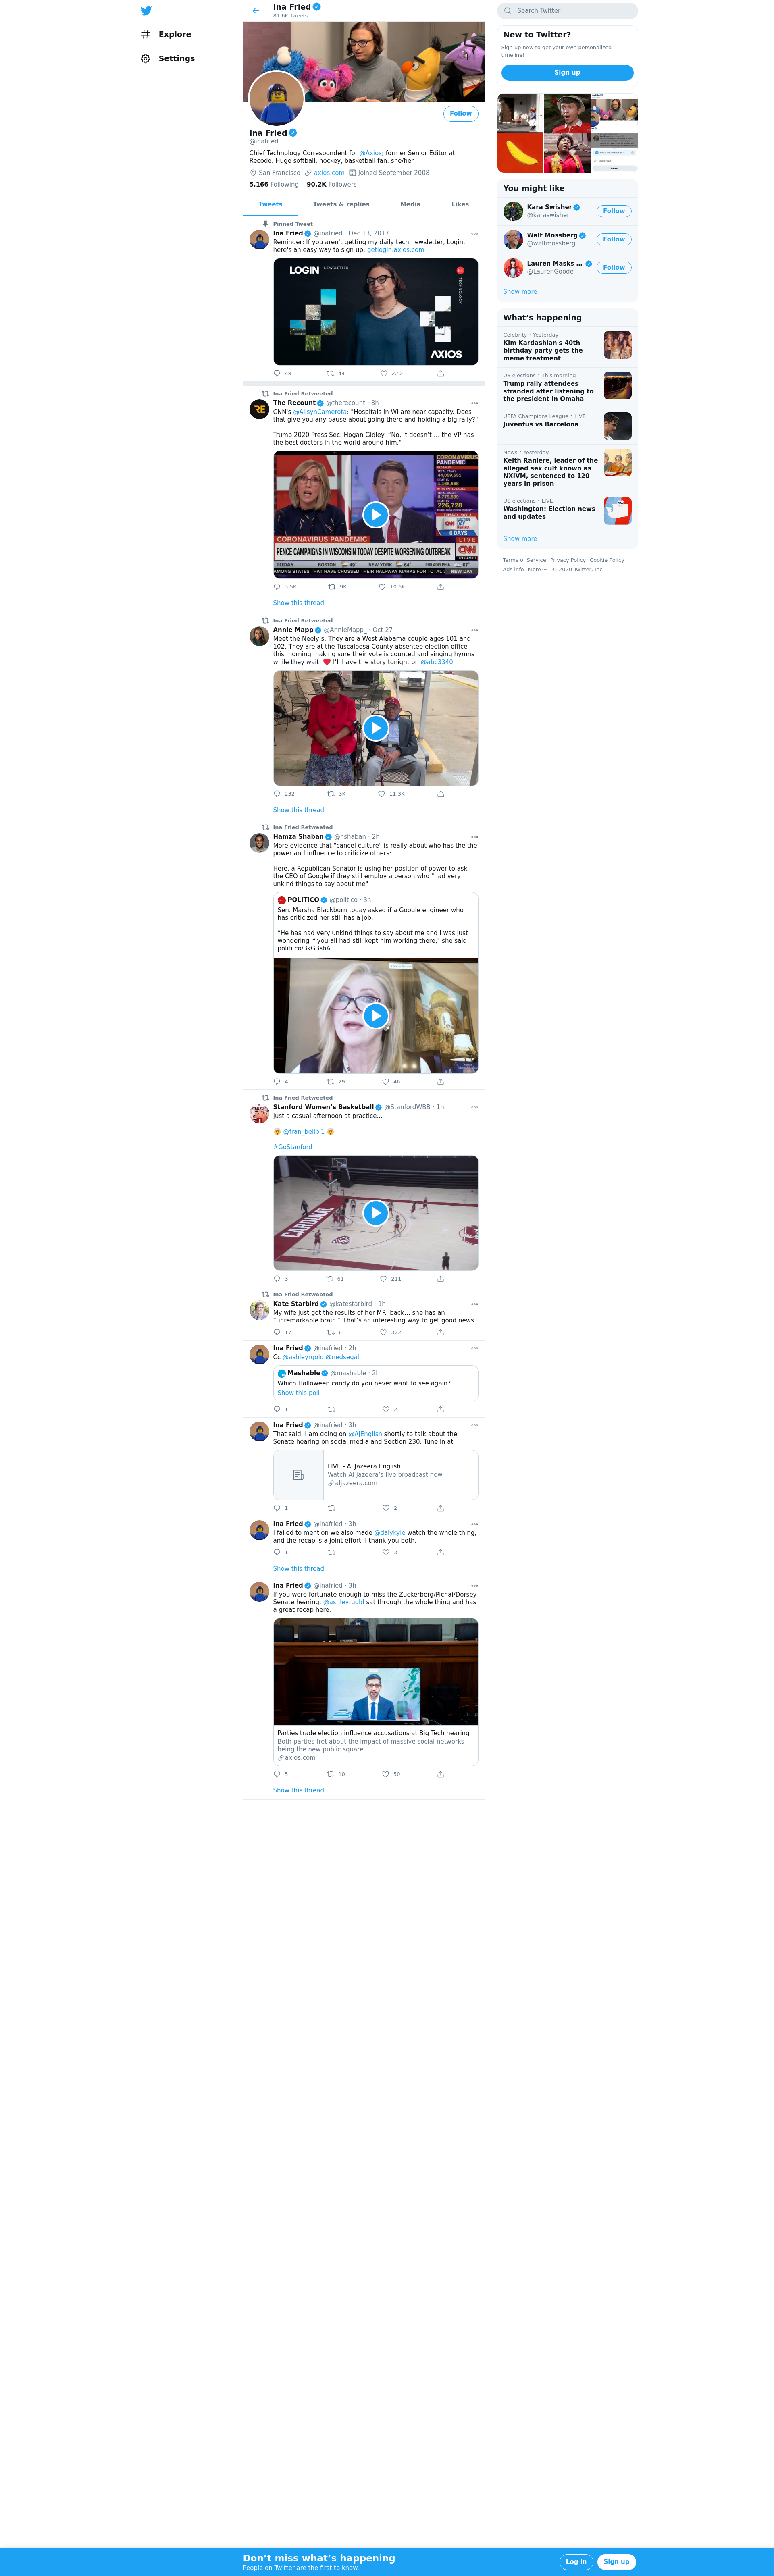 Explore
Settings
Ina Fried
81.6K Tweets
Follow
Ina Fried
@inafried
Chief Technology Correspondent for @Axios; former Senior Editor at
Recode. Huge softball, hockey, basketball fan. she/her
San Francisco axios.com Joined September 2008
5,166 Following 90.2K Followers
Tweets Tweets & replies Media Likes
Pinned Tweet
Ina Fried @inafried · Dec 13, 2017
Reminder: If you aren't getting my daily tech newsletter, Login,
here's an easy way to sign up: getlogin.axios.com
LOGIN NEWSLETTER
TECHNOLOGY
AXIOS
48 44 220
Ina Fried Retweeted
The Recount @therecount · 8h
CNN's @AlisynCamerota: "Hospitals in WI are near capacity. Does
that give you any pause about going there and holding a big rally?"
Trump 2020 Press Sec. Hogan Gidley: "No, it doesn't ... the VP has
the best doctors in the world around him."
CORONAVIRUS
PANDEMIC
226,728
6 DAYS
CORONAVIRUS PANDEMIC
LIVE
CNN
PENCE CAMPAIGNS IN WISCONSIN TODAY DESPITE WORSENING OUTBREAK
TODAY BOSTON 46° NEW YORK 64° PHILADELPHIA 67°
AMONG STATES THAT HAVE CROSSED THEIR HALFWAY MARKS FOR TOTAL NEW DAY
3.5K 9K 10.6K
Show this thread
Ina Fried Retweeted
Annie Mapp @AnnieMapp_ · Oct 27
Meet the Neely's: They are a West Alabama couple ages 101 and
102. They are at the Tuscaloosa County absentee election office
this morning making sure their vote is counted and singing hymns
while they wait. ❤️ I'll have the story tonight on @abc3340
232 3K 11.3K
Show this thread
Ina Fried Retweeted
Hamza Shaban @hshaban · 2h
More evidence that "cancel culture" is really about who has the the
power and influence to criticize others:
Here, a Republican Senator is using her position of power to ask
the CEO of Google if they still employ a person who "had very
unkind things to say about me"
POLITICO @politico · 3h
Sen. Marsha Blackburn today asked if a Google engineer who
has criticized her still has a job.
"He has had very unkind things to say about me and I was just
wondering if you all had still kept him working there," she said
politi.co/3kG3shA
4 29 46
Ina Fried Retweeted
Stanford Women's Basketball @StanfordWBB · 1h
Just a casual afternoon at practice...
🤯 @fran_belibi1 🤯
#GoStanford
CARDINAL
3 61 211
Ina Fried Retweeted
Kate Starbird @katestarbird · 1h
My wife just got the results of her MRI back... she has an
"unremarkable brain." That's an interesting way to get good news.
17 6 322
Ina Fried @inafried · 2h
Cc @ashleyrgold @nedsegal
Mashable @mashable · 2h
Which Halloween candy do you never want to see again?
Show this poll
1 2
Ina Fried @inafried · 3h
That said, I am going on @AJEnglish shortly to talk about the
Senate hearing on social media and Section 230. Tune in at
LIVE - Al Jazeera English
Watch Al Jazeera's live broadcast now
aljazeera.com
1 2
Ina Fried @inafried · 3h
I failed to mention we also made @dalykyle watch the whole thing,
and the recap is a joint effort. I thank you both.
1 3
Show this thread
Ina Fried @inafried · 3h
If you were fortunate enough to miss the Zuckerberg/Pichai/Dorsey
Senate hearing, @ashleyrgold sat through the whole thing and has
a great recap here.
Parties trade election influence accusations at Big Tech hearing
Both parties fret about the impact of massive social networks
being the new public square.
axios.com
5 10 50
Show this thread
Search Twitter
New to Twitter?
Sign up now to get your own personalized
timeline!
Sign up
You might like
Kara Swisher
@karaswisher
Follow
Walt Mossberg
@waltmossberg
Follow
Lauren Masks ...
@LaurenGoode
Follow
Show more
What's happening
Celebrity · Yesterday
Kim Kardashian's 40th
birthday party gets the
meme treatment
US elections · This morning
Trump rally attendees
stranded after listening to
the president in Omaha
UEFA Champions League · LIVE
Juventus vs Barcelona
News · Yesterday
Keith Raniere, leader of the
alleged sex cult known as
NXIVM, sentenced to 120
years in prison
US elections · LIVE
Washington: Election news
and updates
Show more
Terms of Service Privacy Policy Cookie Policy
Ads info More © 2020 Twitter, Inc.
Don't miss what's happening
People on Twitter are the first to know.
Log in Sign up